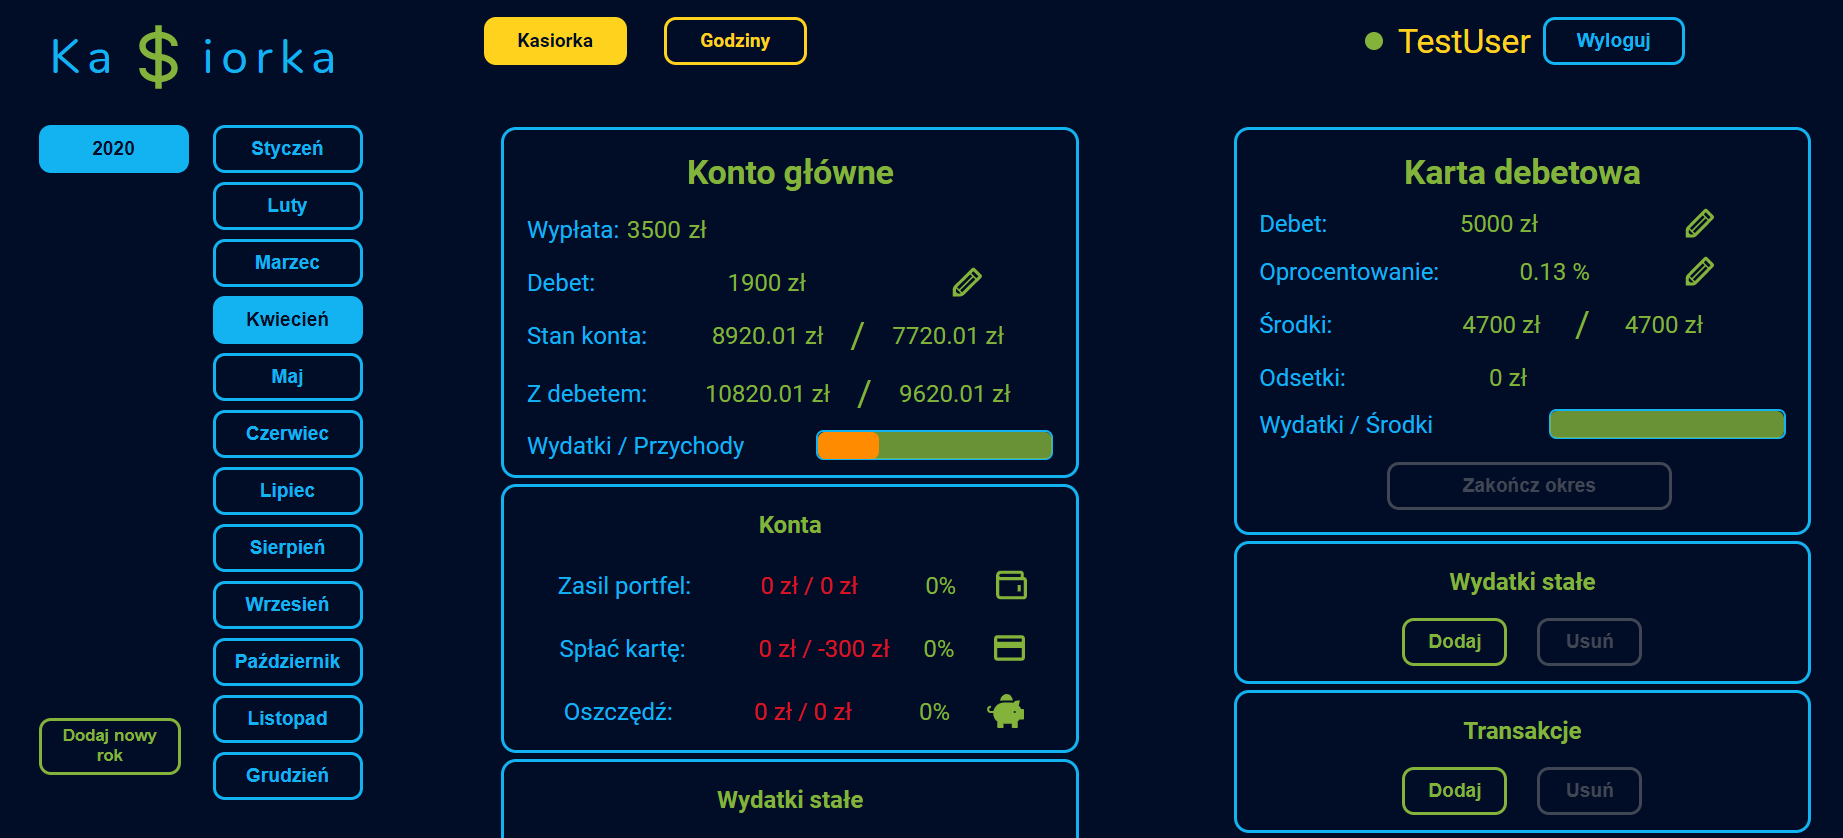 Ka $ iorka
Kasiorka
Godziny
TestUser
Wyloguj
2020
Dodaj nowy
rok
Styczeń
Luty
Marzec
Kwiecień
Maj
Czerwiec
Lipiec
Sierpień
Wrzesień
Październik
Listopad
Grudzień
Konto główne
Wypłata: 3500 zł
Debet: 1900 zł
Stan konta: 8920.01 zł / 7720.01 zł
Z debetem: 10820.01 zł / 9620.01 zł
Wydatki / Przychody
Konta
Zasil portfel: 0 zł / 0 zł 0%
Spłać kartę: 0 zł / -300 zł 0%
Oszczędź: 0 zł / 0 zł 0%
Wydatki stałe
Karta debetowa
Debet: 5000 zł
Oprocentowanie: 0.13 %
Środki: 4700 zł / 4700 zł
Odsetki: 0 zł
Wydatki / Środki
Zakończ okres
Wydatki stałe
Dodaj Usuń
Transakcje
Dodaj Usuń